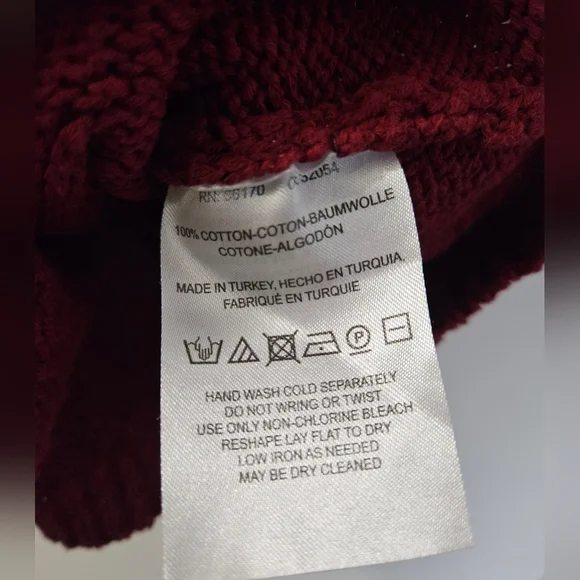 RN:
100% COTTON-COTON-BAUMWOLLE
COTONE-ALGODÓN
MADE IN TURKEY, HECHO EN TURQUIA,
FABRIQUÉ EN TURQUIE
HAND WASH COLD SEPARATELY
DO NOT WRING OR TWIST
USE ONLY NON-CHLORINE BLEACH
RESHAPE LAY FLAT TO DRY
LOW IRON AS NEEDED
MAY BE DRY CLEANED